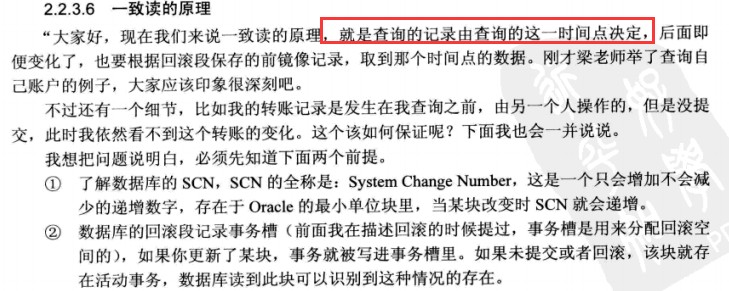 2.2.3.6 一致读的原理
“大家好，现在我们来说一致读的原理，就是查询的记录由查询的这一时间点决定，后面即
便变化了，也要根据回滚段保存的前镜像记录，取到那个时间点的数据。刚才梁老师举了查询自
己账户的例子，大家应该印象很深刻吧。
不过还有一个细节，比如我的转账记录是发生在我查询之前，由另一个人操作的，但是没提
交，此时我依然看不到这个转账的变化。这个该如何保证呢？下面我也会一并说说。
我想把问题说明白，必须先知道下面两个前提。
① 了解数据库的 SCN，SCN 的全称是：System Change Number，这是一个只会增加不会减
少的递增数字，存在于 Oracle 的最小单位块里，当某块改变时 SCN 就会递增。
② 数据库的回滚段记录事务槽（前面我在描述回滚的时候提过，事务槽是用来分配回滚空
间的），如果你更新了某块，事务就被写进事务槽里。如果未提交或者回滚，该块就存
在活动事务，数据库读到此块可以识别到这种情况的存在。